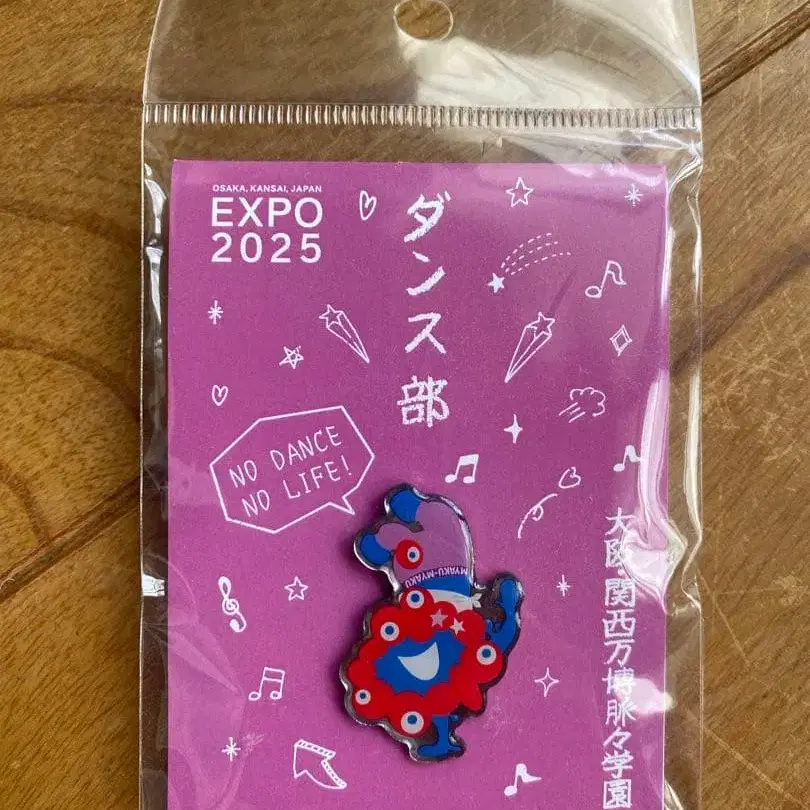 OSAKA, KANSAI, JAPAN
EXPO
2025
ダンス部
NO DANCE
NO LIFE!
MYAKU-MYAKU
大阪・関西万博脈々学園